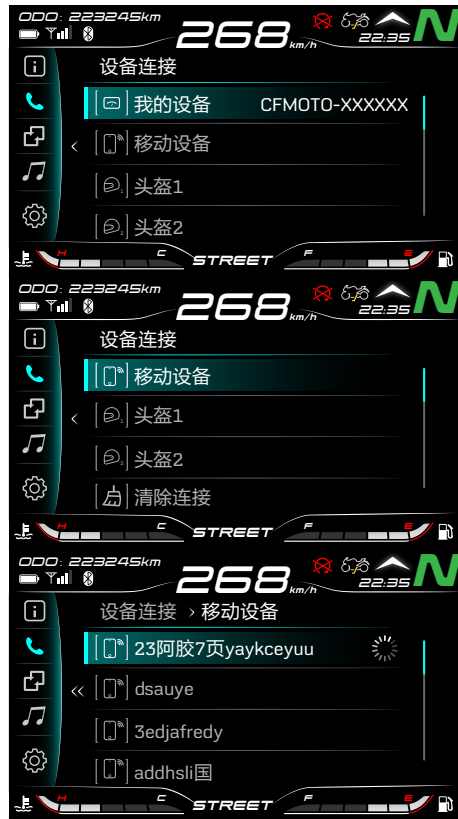 ODO: 223245km
268 km/h
22:35
N
设备连接
我的设备 CFMOTO-XXXXXX
移动设备
头盔1
头盔2
H C STREET F E
ODO: 223245km
268 km/h
22:35
N
设备连接
移动设备
头盔1
头盔2
清除连接
H C STREET F E
ODO: 223245km
268 km/h
22:35
N
设备连接 › 移动设备
23阿胶7页yaykceyuu
dsauye
3edjafredy
addhsli国
H C STREET F E